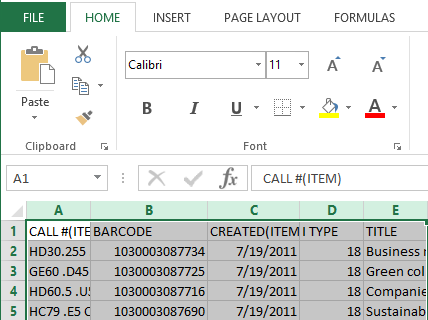 FILE HOME INSERT PAGE LAYOUT FORMULAS
Calibri 11 A A
Paste B I U A
Clipboard Font
A1 fx CALL #(ITEM)
A B C D E
1 CALL #(ITE BARCODE CREATED(ITEM I TYPE TITLE
2 HD30.255 1030003087734 7/19/2011 18 Business
3 GE60 .D45 1030003087725 7/19/2011 18 Green col
4 HD60.5 .U 1030003087716 7/19/2011 18 Companie
5 HC79 .E5 C 1030003087690 7/19/2011 18 Sustainab